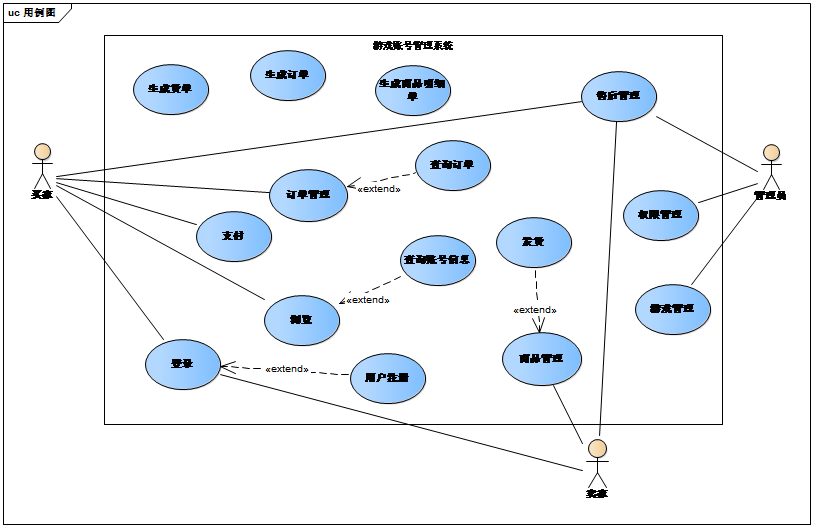 uc 用例图
游戏账号管理系统
生成货单
生成订单
生成商品明细
单
售后管理
买家
管理员
查询订单
«extend»
订单管理
权限管理
支付
发货
查询账号信息
«extend»
«extend»
游戏管理
浏览
商品管理
登录
«extend»
用户注册
卖家